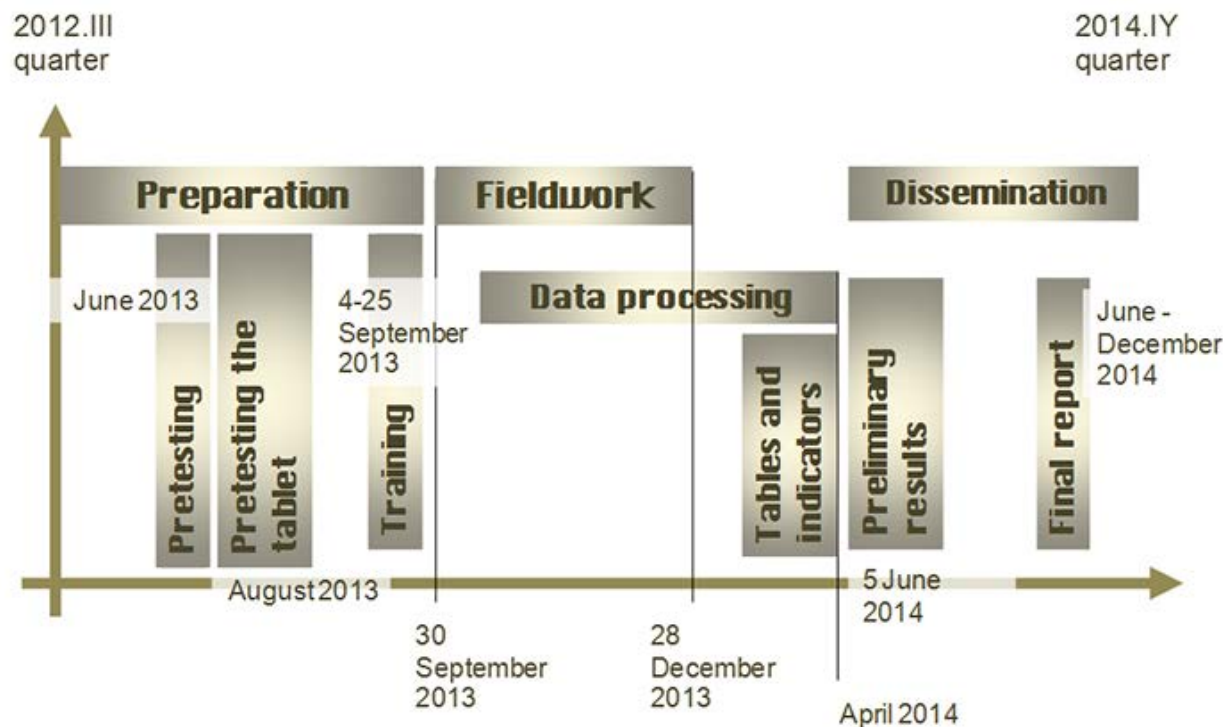 2012.III
quarter
2014.IY
quarter
Preparation
Fieldwork
Dissemination
June 2013
4-25
September
2013
Data processing
June -
December
2014
Pretesting
Pretesting the
tablet
Training
Tables and
indicators
Preliminary
results
Final report
August 2013
5 June
2014
30
September
2013
28
December
2013
April 2014